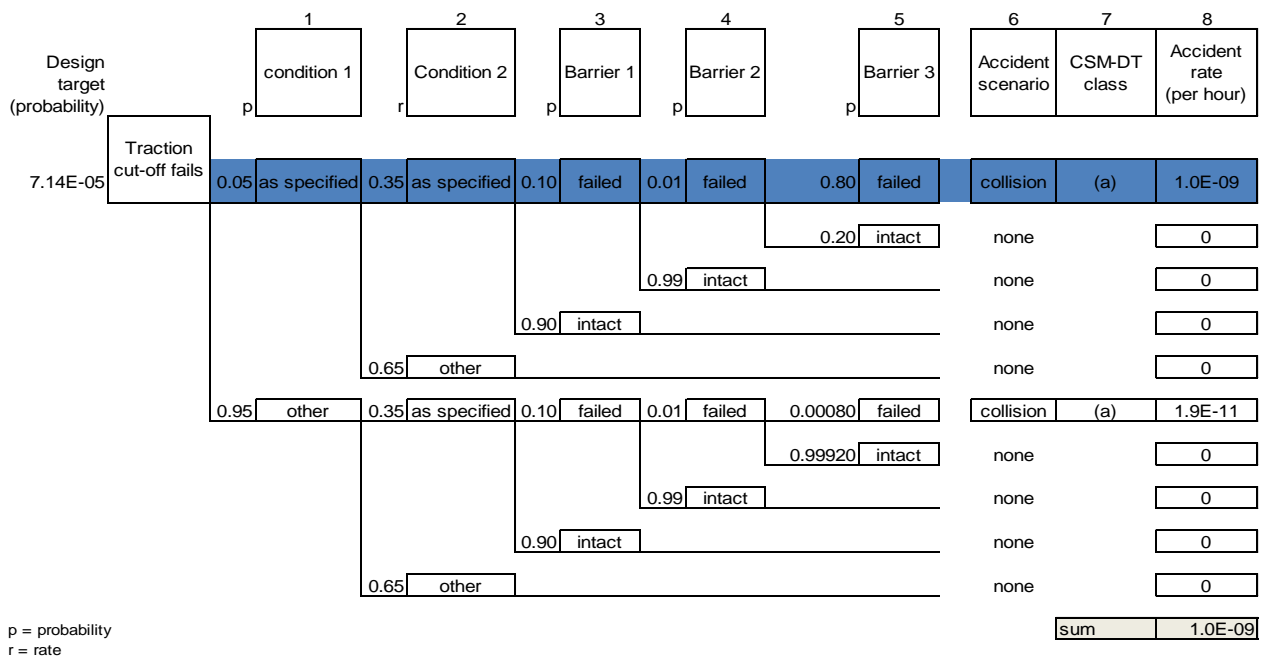 1 2 3 4 5 6 7 8
Design target (probability)
condition 1
Condition 2
Barrier 1
Barrier 2
Barrier 3
Accident scenario
CSM-DT class
Accident rate (per hour)
p r p p p
Traction cut-off fails
7.14E-05 0.05 as specified 0.35 as specified 0.10 failed 0.01 failed 0.80 failed collision (a) 1.0E-09
0.20 intact none 0
0.99 intact none 0
0.90 intact none 0
0.65 other none 0
0.95 other 0.35 as specified 0.10 failed 0.01 failed 0.00080 failed collision (a) 1.9E-11
0.99920 intact none 0
0.99 intact none 0
0.90 intact none 0
0.65 other none 0
p = probability
r = rate
sum 1.0E-09